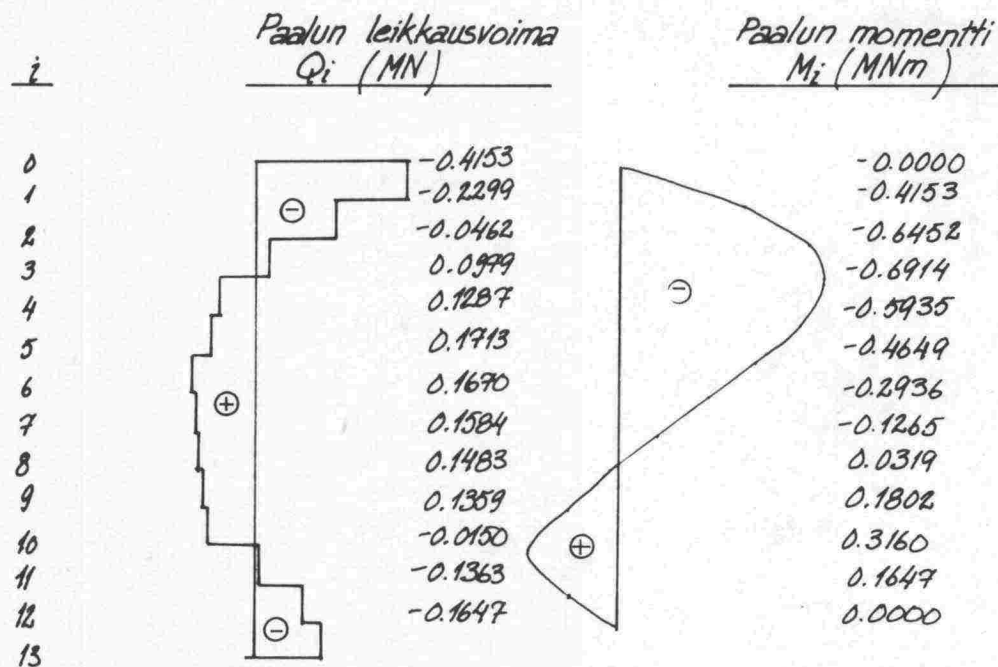 Paalun leikkausvoima Paalun momentti
i Qi (MN) Mi (MNm)
0 -0.4153 -0.0000
1 -0.2299 -0.4153
2 -0.0462 -0.6452
3 0.0979 -0.6914
4 0.1287 -0.5935
5 0.1713 -0.4649
6 0.1670 -0.2936
7 0.1584 -0.1265
8 0.1483 0.0319
9 0.1359 0.1802
10 -0.0150 0.3160
11 -0.1363 0.1647
12 -0.1647 0.0000
13
- -
+ +
-